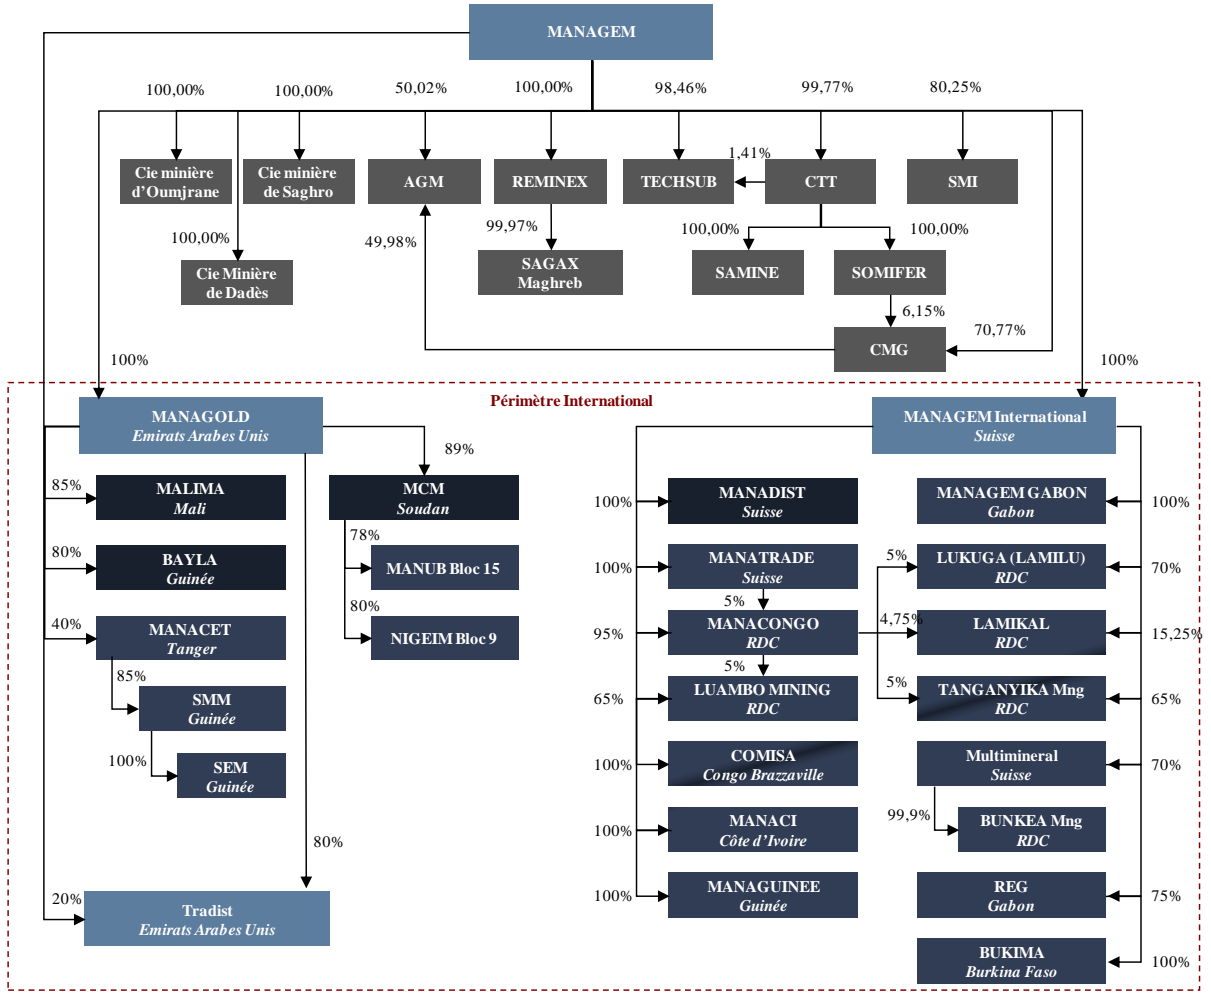 MANAGEM
100,00%
100,00%
50,02%
100,00%
98,46%
99,77%
80,25%
Cie minière
d'Oumjrane
Cie minière
de Saghro
AGM
REMINEX
TECHSUB
1,41%
CTT
SMI
100,00%
49,98%
99,97%
100,00%
100,00%
Cie Minière
de Dadès
SAGAX
Maghreb
SAMINE
SOMIFER
6,15%
70,77%
CMG
100%
100%
Périmètre International
MANAGOLD
Emirats Arabes Unis
MANAGEM International
Suisse
89%
85%
MALIMA
Mali
MCM
Soudan
78%
80%
BAYLA
Guinée
MANUB Bloc 15
80%
40%
MANACET
Tanger
NIGEIM Bloc 9
85%
SMM
Guinée
100%
SEM
Guinée
80%
20%
Tradist
Emirats Arabes Unis
100%
MANADIST
Suisse
MANAGEM GABON
Gabon
100%
100%
MANATRADE
Suisse
5%
LUKUGA (LAMILU)
RDC
70%
5%
95%
MANACONGO
RDC
4,75%
LAMIKAL
RDC
15,25%
5%
65%
LUAMBO MINING
RDC
5%
TANGANYIKA Mng
RDC
65%
100%
COMISA
Congo Brazzaville
Multimineral
Suisse
70%
100%
MANACI
Côte d'Ivoire
99,9%
BUNKEA Mng
RDC
100%
MANAGUINEE
Guinée
REG
Gabon
75%
BUKIMA
Burkina Faso
100%